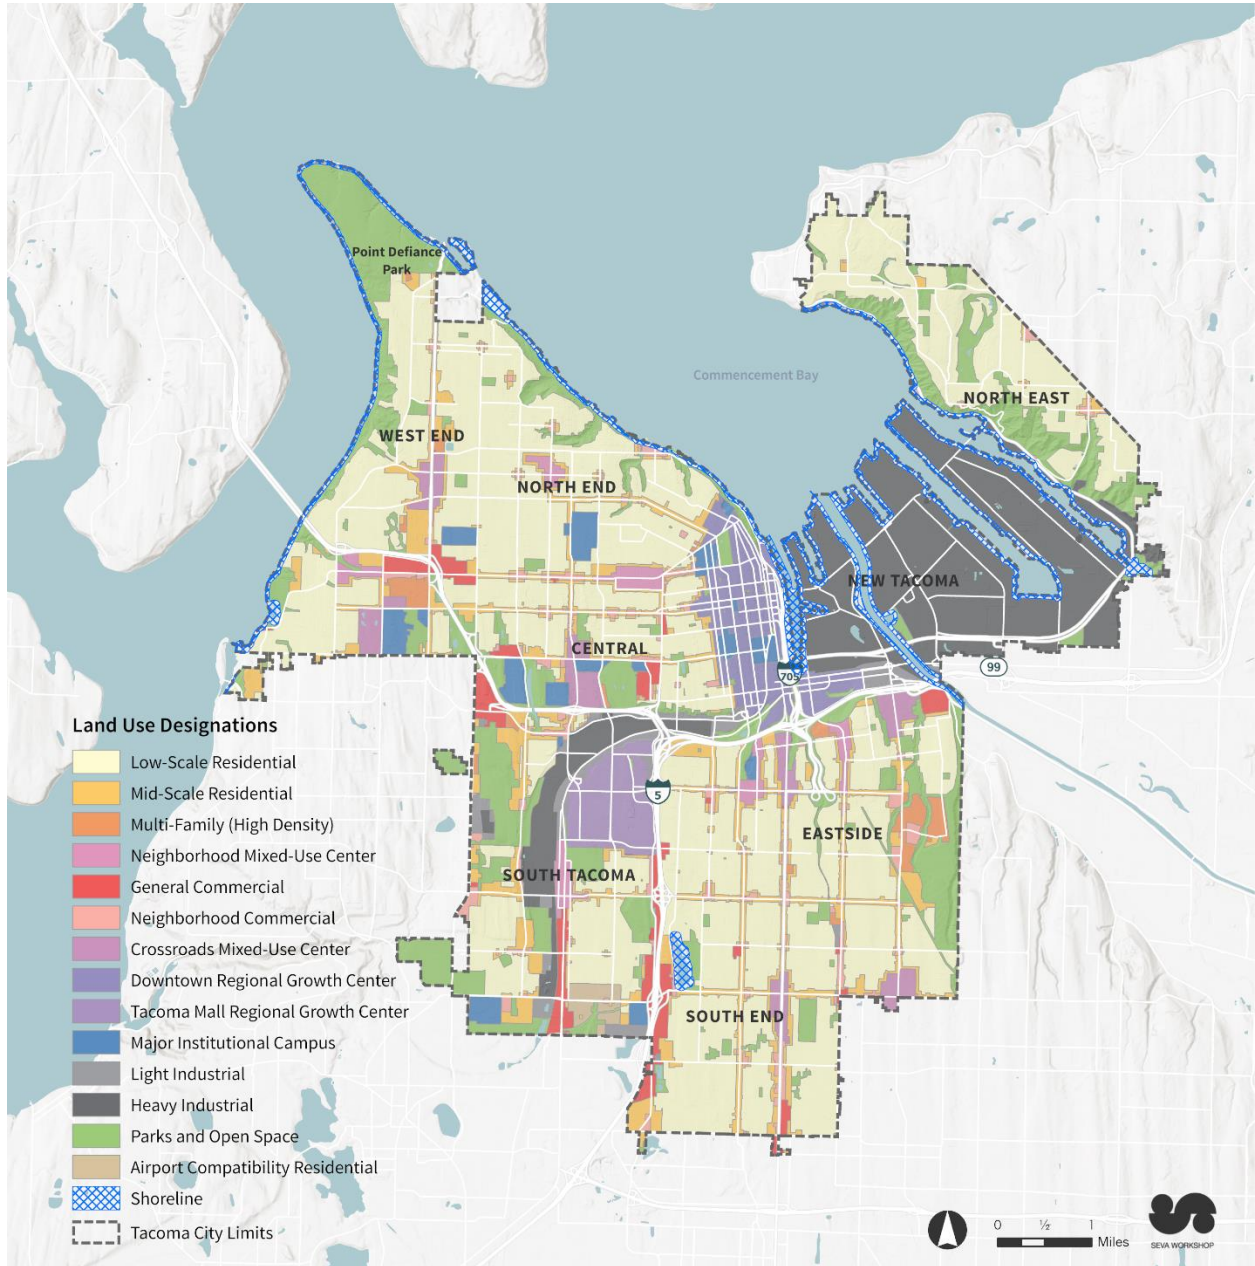 Point Defiance
Park
Commencement Bay
NORTH EAST
WEST END
NORTH END
NEW TACOMA
CENTRAL
99
705
5
EASTSIDE
SOUTH TACOMA
SOUTH END
Land Use Designations
Low-Scale Residential
Mid-Scale Residential
Multi-Family (High Density)
Neighborhood Mixed-Use Center
General Commercial
Neighborhood Commercial
Crossroads Mixed-Use Center
Downtown Regional Growth Center
Tacoma Mall Regional Growth Center
Major Institutional Campus
Light Industrial
Heavy Industrial
Parks and Open Space
Airport Compatibility Residential
Shoreline
Tacoma City Limits
0 ½ 1
Miles
SEVA WORKSHOP